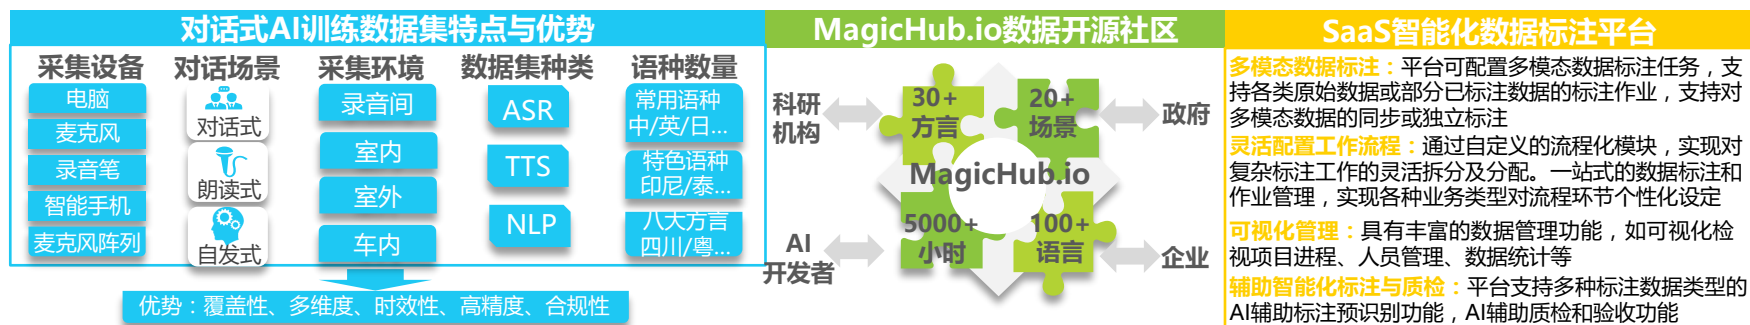 对话式AI训练数据集特点与优势
采集设备
电脑
麦克风
录音笔
智能手机
麦克风阵列
对话场景
对话式
朗读式
自发式
采集环境
录音间
室内
室外
车内
数据集种类
ASR
TTS
NLP
语种数量
常用语种
中/英/日...
特色语种
印尼/泰...
八大方言
四川/粤...
优势：覆盖性、多维度、时效性、高精度、合规性
MagicHub.io数据开源社区
科研
机构
30+
方言
20+
场景
政府
MagicHub.io
AI
开发者
5000+
小时
100+
语言
企业
SaaS智能化数据标注平台
多模态数据标注：平台可配置多模态数据标注任务，支
持各类原始数据或部分已标注数据的标注作业，支持对
多模态数据的同步或独立标注
灵活配置工作流程：通过自定义的流程化模块，实现对
复杂标注工作的灵活拆分及分配。一站式的数据标注和
作业管理，实现各种业务类型对流程环节个性化设定
可视化管理：具有丰富的数据管理功能，如可视化检
视项目进程、人员管理、数据统计等
辅助智能化标注与质检：平台支持多种标注数据类型的
AI辅助标注预识别功能，AI辅助质检和验收功能